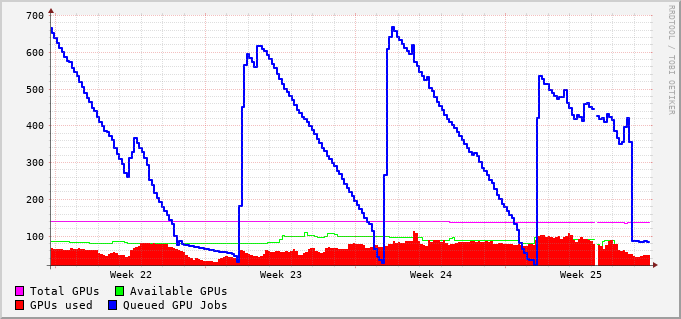 700
600
500
400
300
200
100
Week 22 Week 23 Week 24 Week 25
Total GPUs Available GPUs
GPUs used Queued GPU Jobs
RRDTOOL / TOBI OETIKER